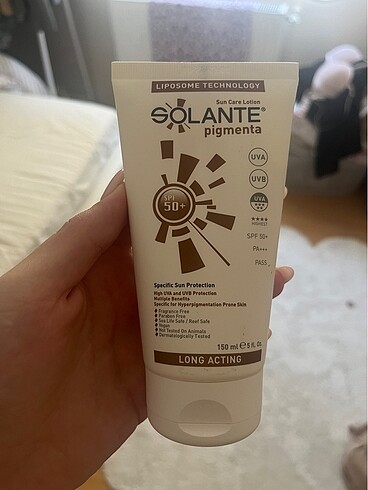 LIPOSOME TECHNOLOGY
Sun Care Lotion
SOLANTE®
pigmenta
UVA
UVB
UVA
HIGHEST
SPF
50+
SPF 50+
PA+++
PASS
Specific Sun Protection
High UVA and UVB Protection
Multiple Benefits
Specific for Hyperpigmentation Prone Skin
Fragrance Free
Paraben Free
Sea Life Safe / Reef Safe
Vegan
Not Tested On Animals
Dermatologically Tested
150 ml ℮ 5 fl. Oz
LONG ACTING